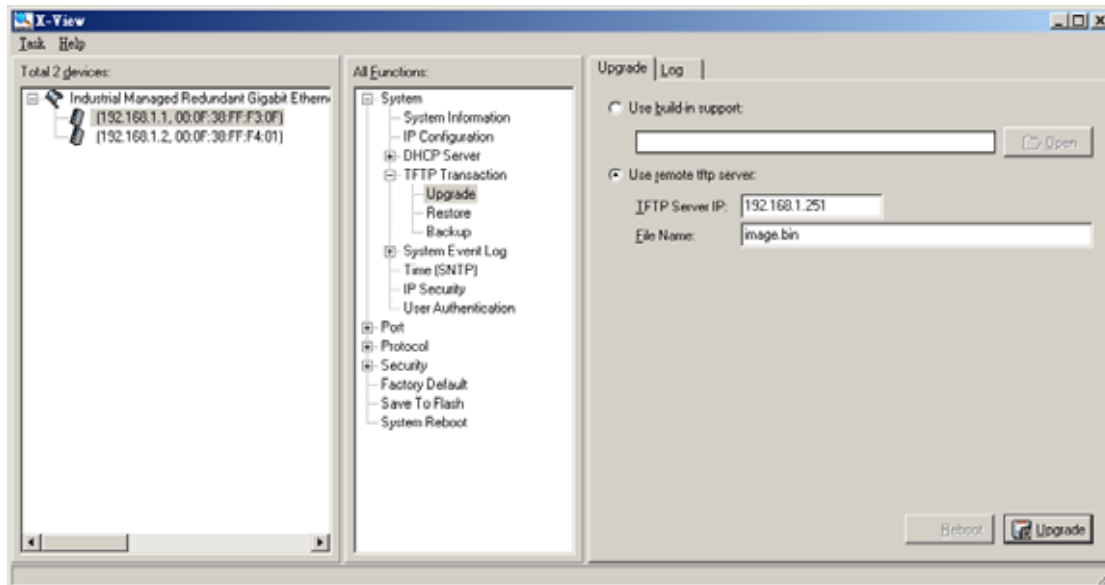 X-View
Task Help
Total 2 devices:
Industrial Managed Redundant Gigabit Ethern
(192.168.1.1, 00:0F:38:FF:F3:0F)
(192.168.1.2, 00:0F:38:FF:F4:01)
All Functions:
System
System Information
IP Configuration
DHCP Server
TFTP Transaction
Upgrade
Restore
Backup
System Event Log
Time (SNTP)
IP Security
User Authentication
Port
Protocol
Security
Factory Default
Save To Flash
System Reboot
Upgrade Log
Use build-in support:
Open
Use remote tftp server:
TFTP Server IP: 192.168.1.251
File Name: image.bin
Reboot Upgrade